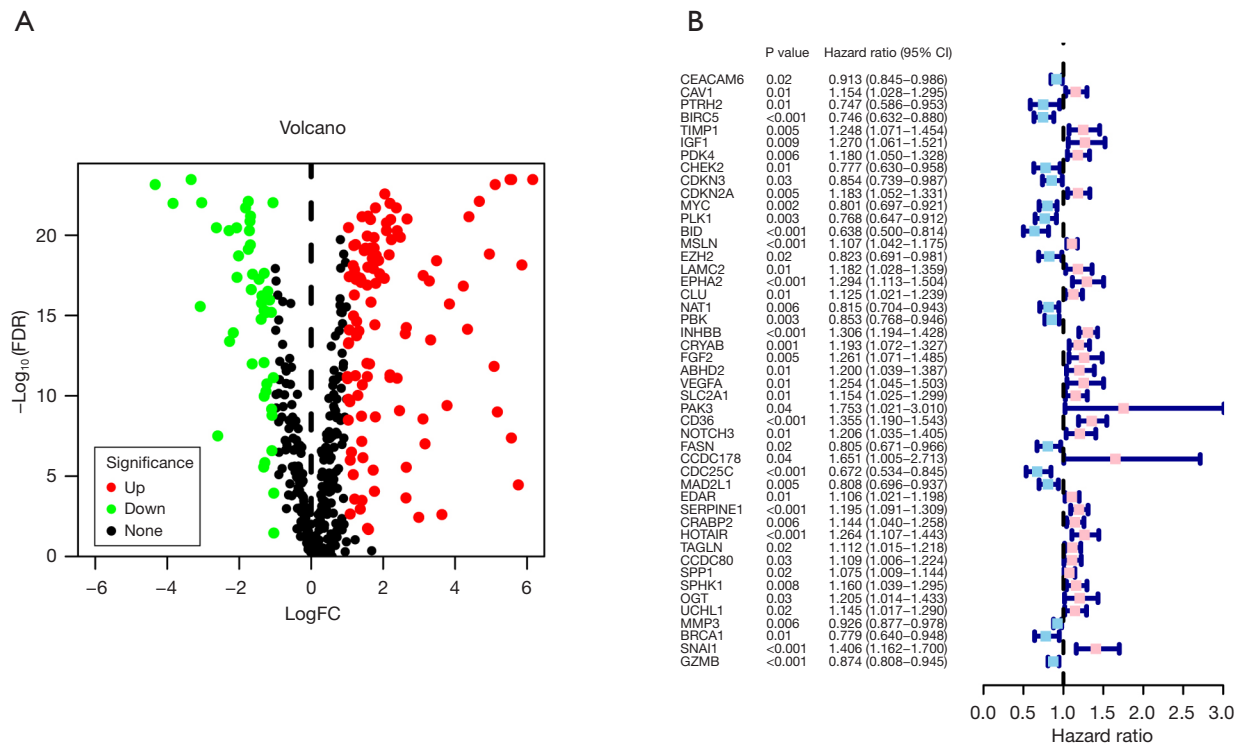 A
Volcano
−Log10 (FDR)
20
15
10
5
0
Significance
Up
Down
None
−6 −4 −2 0 2 4 6
LogFC
B
P value Hazard ratio (95% CI)
CEACAM6 0.02 0.913 (0.845−0.986)
CAV1 0.01 1.154 (1.028−1.295)
PTRH2 0.01 0.747 (0.586−0.953)
BIRC5 <0.001 0.746 (0.632−0.880)
TIMP1 0.005 1.248 (1.071−1.454)
IGF1 0.009 1.270 (1.061−1.521)
PDK4 0.006 1.180 (1.050−1.328)
CHEK2 0.01 0.777 (0.630−0.958)
CDKN3 0.03 0.854 (0.739−0.987)
CDKN2A 0.005 1.183 (1.052−1.331)
MYC 0.002 0.801 (0.697−0.921)
PLK1 0.003 0.768 (0.647−0.912)
BID <0.001 0.638 (0.500−0.814)
MSLN <0.001 1.107 (1.042−1.175)
EZH2 0.02 0.823 (0.691−0.981)
LAMC2 0.01 1.182 (1.028−1.359)
EPHA2 <0.001 1.294 (1.113−1.504)
CLU 0.01 1.125 (1.021−1.239)
NAT1 0.006 0.815 (0.704−0.943)
PBK 0.003 0.853 (0.768−0.946)
INHBB <0.001 1.306 (1.194−1.428)
CRYAB 0.001 1.193 (1.072−1.327)
FGF2 0.005 1.261 (1.071−1.485)
ABHD2 0.01 1.200 (1.039−1.387)
VEGFA 0.01 1.254 (1.045−1.503)
SLC2A1 0.01 1.154 (1.025−1.299)
PAK3 0.04 1.753 (1.021−3.010)
CD36 <0.001 1.355 (1.190−1.543)
NOTCH3 0.01 1.206 (1.035−1.405)
FASN 0.02 0.805 (0.671−0.966)
CCDC178 0.04 1.651 (1.005−2.713)
CDC25C <0.001 0.672 (0.534−0.845)
MAD2L1 0.005 0.808 (0.696−0.937)
EDAR 0.01 1.106 (1.021−1.198)
SERPINE1 <0.001 1.195 (1.091−1.309)
CRABP2 0.006 1.144 (1.040−1.258)
HOTAIR <0.001 1.264 (1.107−1.443)
TAGLN 0.02 1.112 (1.015−1.218)
CCDC80 0.03 1.109 (1.006−1.224)
SPP1 0.02 1.075 (1.009−1.144)
SPHK1 0.008 1.160 (1.039−1.295)
OGT 0.03 1.205 (1.014−1.433)
UCHL1 0.02 1.145 (1.017−1.290)
MMP3 0.006 0.926 (0.877−0.978)
BRCA1 0.01 0.779 (0.640−0.948)
SNAI1 <0.001 1.406 (1.162−1.700)
GZMB <0.001 0.874 (0.808−0.945)
0.0 0.5 1.0 1.5 2.0 2.5 3.0
Hazard ratio